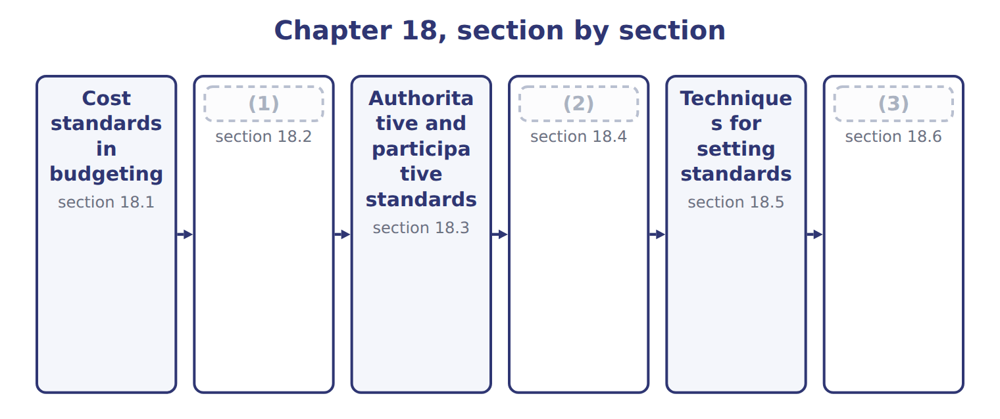 Chapter 18, section by section
Cost
standards
in
budgeting
section 18.1
(1)
section 18.2
Authorita
tive and
participa
tive
standards
section 18.3
(2)
section 18.4
Technique
s for
setting
standards
section 18.5
(3)
section 18.6